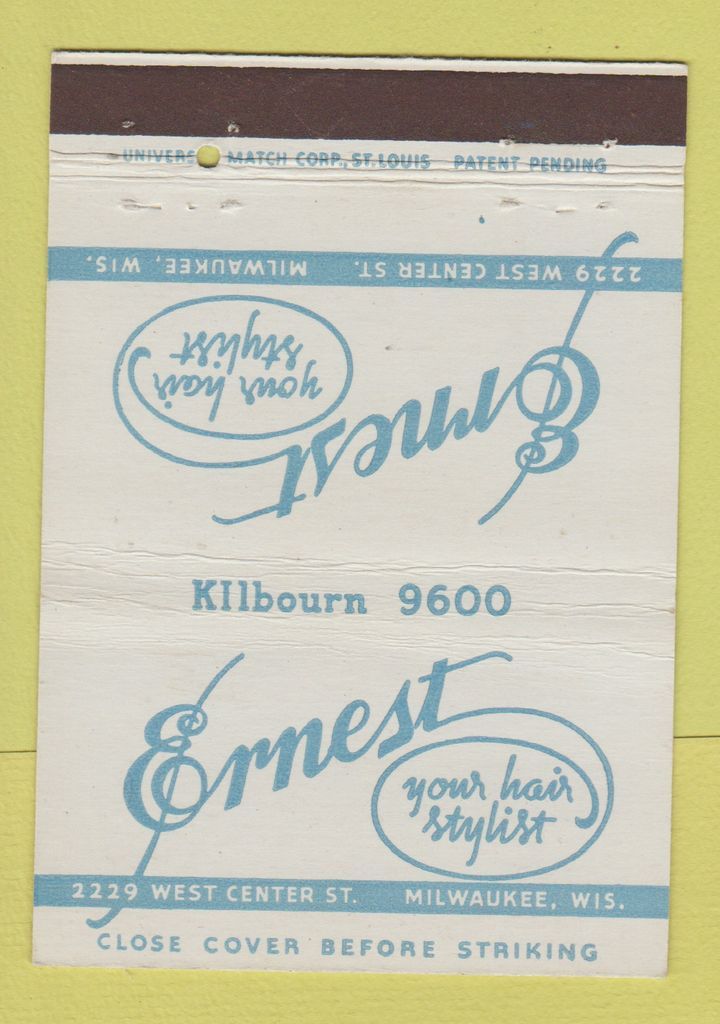 UNIVERS MATCH CORP., ST. LOUIS PATENT PENDING
2229 WEST CENTER ST. MILWAUKEE, WIS.
your hair
stylist
Ernest
KIlbourn 9600
Ernest
your hair
stylist
2229 WEST CENTER ST. MILWAUKEE, WIS.
CLOSE COVER BEFORE STRIKING